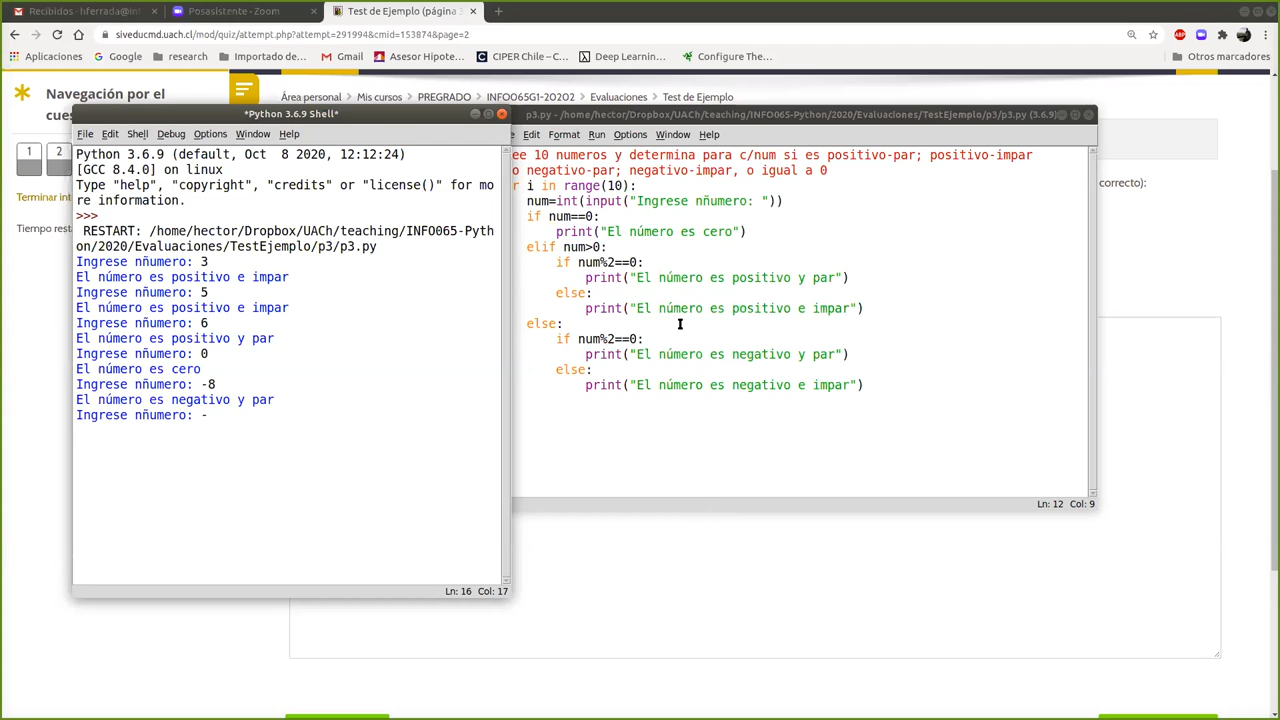 Recibidos - hferrada@in
Posasistente - Zoom
Test de Ejemplo (página 3
siveducmd.uach.cl/mod/quiz/attempt.php?attempt=291994&cmid=153874&page=2
Aplicaciones Google research Importado de... Gmail Asesor Hipote... CIPER Chile – C... Deep Learnin... Configure The... Otros marcadores
Navegación por el
cues
1 2
Terminar int
Tiempo resta
Área personal > Mis cursos > PREGRADO > INFO065G1-20202 > Evaluaciones > Test de Ejemplo
correcto):
*Python 3.6.9 Shell*
File Edit Shell Debug Options Window Help
Python 3.6.9 (default, Oct  8 2020, 12:12:24)
[GCC 8.4.0] on linux
Type "help", "copyright", "credits" or "license()" for mo
re information.
>>>
RESTART: /home/hector/Dropbox/UACh/teaching/INFO065-Pyth
on/2020/Evaluaciones/TestEjemplo/p3/p3.py
Ingrese nñumero: 3
El número es positivo e impar
Ingrese nñumero: 5
El número es positivo e impar
Ingrese nñumero: 6
El número es positivo y par
Ingrese nñumero: 0
El número es cero
Ingrese nñumero: -8
El número es negativo y par
Ingrese nñumero: -
Ln: 16 Col: 17
p3.py - /home/hector/Dropbox/UACh/teaching/INFO065-Python/2020/Evaluaciones/TestEjemplo/p3/p3.py (3.6.9)
Edit Format Run Options Window Help
ee 10 numeros y determina para c/num si es positivo-par; positivo-impar
o negativo-par; negativo-impar, o igual a 0
r i in range(10):
num=int(input("Ingrese nñumero: "))
if num==0:
print("El número es cero")
elif num>0:
if num%2==0:
print("El número es positivo y par")
else:
print("El número es positivo e impar")
else:
if num%2==0:
print("El número es negativo y par")
else:
print("El número es negativo e impar")
Ln: 12 Col: 9